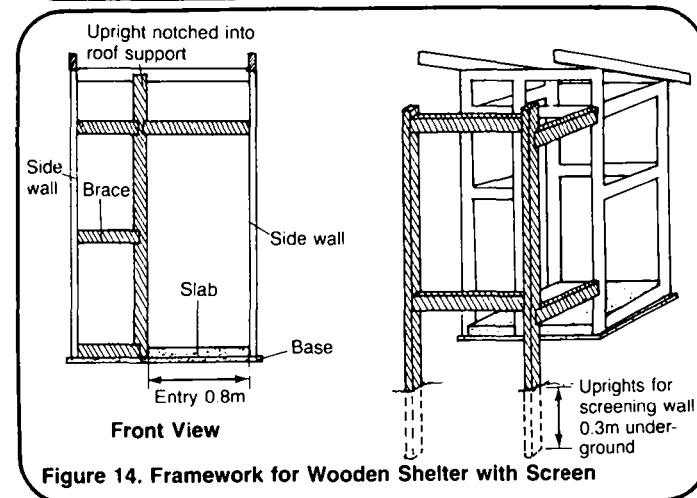 Upright notched into
roof support
Side
wall
Brace
Side wall
Slab
Base
Entry 0.8m
Front View
Uprights for
screening wall
0.3m under-
ground
Figure 14. Framework for Wooden Shelter with Screen